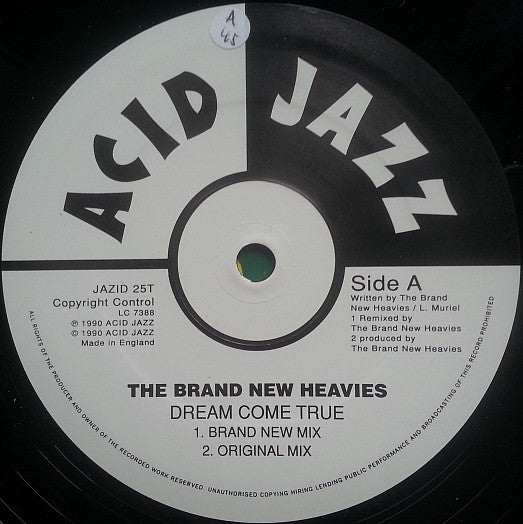 A
45
ACID JAZZ
JAZID 25T
Copyright Control
LC 7388
℗ 1990 ACID JAZZ
© 1990 ACID JAZZ
Made in England
Side A
Written by The Brand
New Heavies / L. Muriel
1 Remixed by
The Brand New Heavies
2 produced by
The Brand New Heavies
THE BRAND NEW HEAVIES
DREAM COME TRUE
1. BRAND NEW MIX
2. ORIGINAL MIX
ALL RIGHTS OF THE PRODUCER AND OWNER OF THE RECORDED WORK RESERVED. UNAUTHORISED COPYING HIRING LENDING PUBLIC PERFORMANCE AND BROADCASTING OF THIS RECORD PROHIBITED